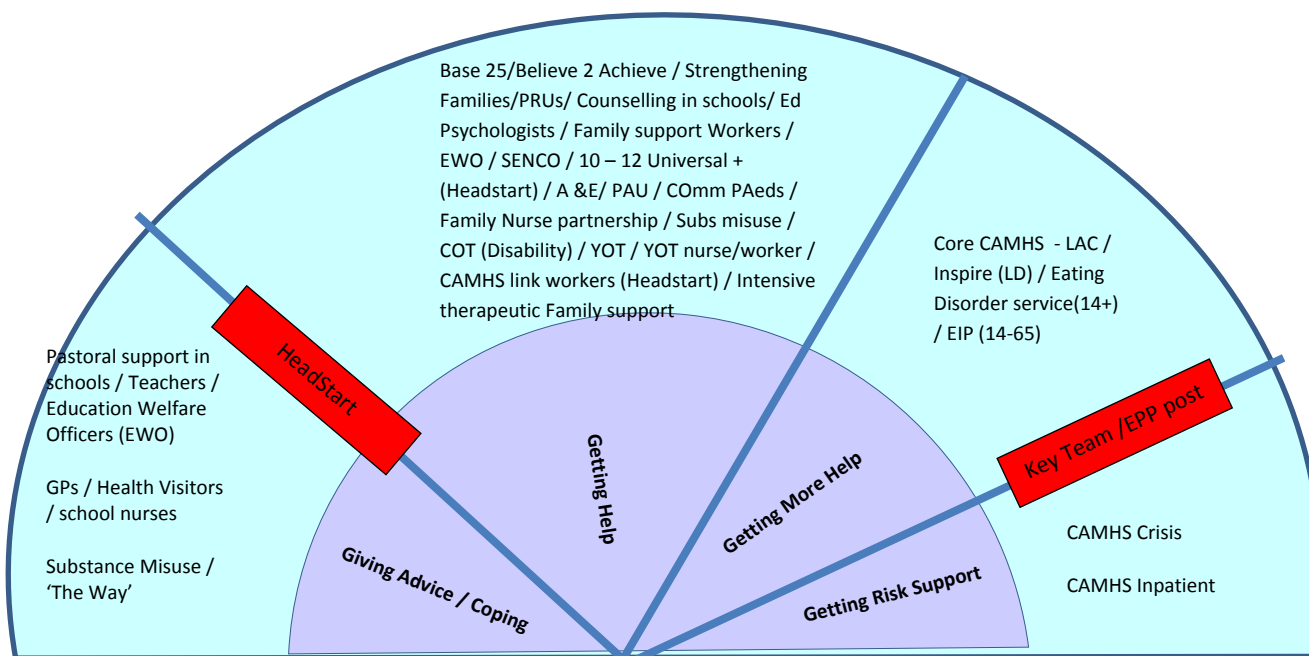 Base 25/Believe 2 Achieve / Strengthening
Families/PRUs/ Counselling in schools/ Ed
Psychologists / Family support Workers /
EWO / SENCO / 10 – 12 Universal +
(Headstart) / A &E/ PAU / COmm PAeds /
Family Nurse partnership / Subs misuse /
COT (Disability) / YOT / YOT nurse/worker /
CAMHS link workers (Headstart) / Intensive
therapeutic Family support
Core CAMHS - LAC /
Inspire (LD) / Eating
Disorder service(14+)
/ EIP (14-65)
HeadStart
Pastoral support in
schools / Teachers /
Education Welfare
Officers (EWO)
GPs / Health Visitors
/ school nurses
Substance Misuse /
‘The Way’
Key Team /EPP post
Giving Advice / Coping
Getting Help
Getting More Help
Getting Risk Support
CAMHS Crisis
CAMHS Inpatient